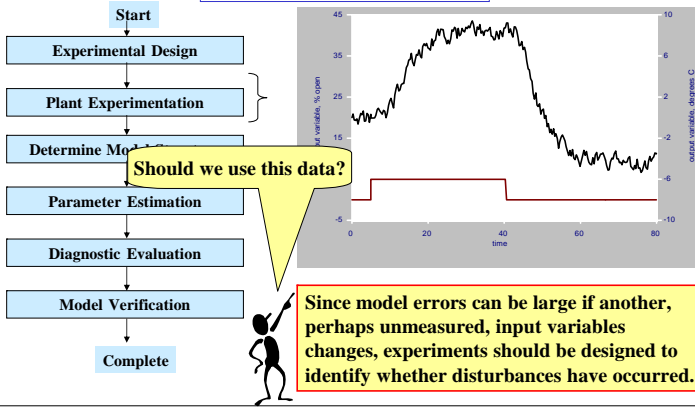 Start
Experimental Design
Plant Experimentation
Determine Model
Parameter Estimation
Diagnostic Evaluation
Model Verification
Complete
Should we use this data?
45
35
25
15
5
-5
put variable, % open
10
6
2
-2
-6
-10
output variable, degrees C
0
20
40
60
80
time
Since model errors can be large if another,
perhaps unmeasured, input variables
changes, experiments should be designed to
identify whether disturbances have occurred.